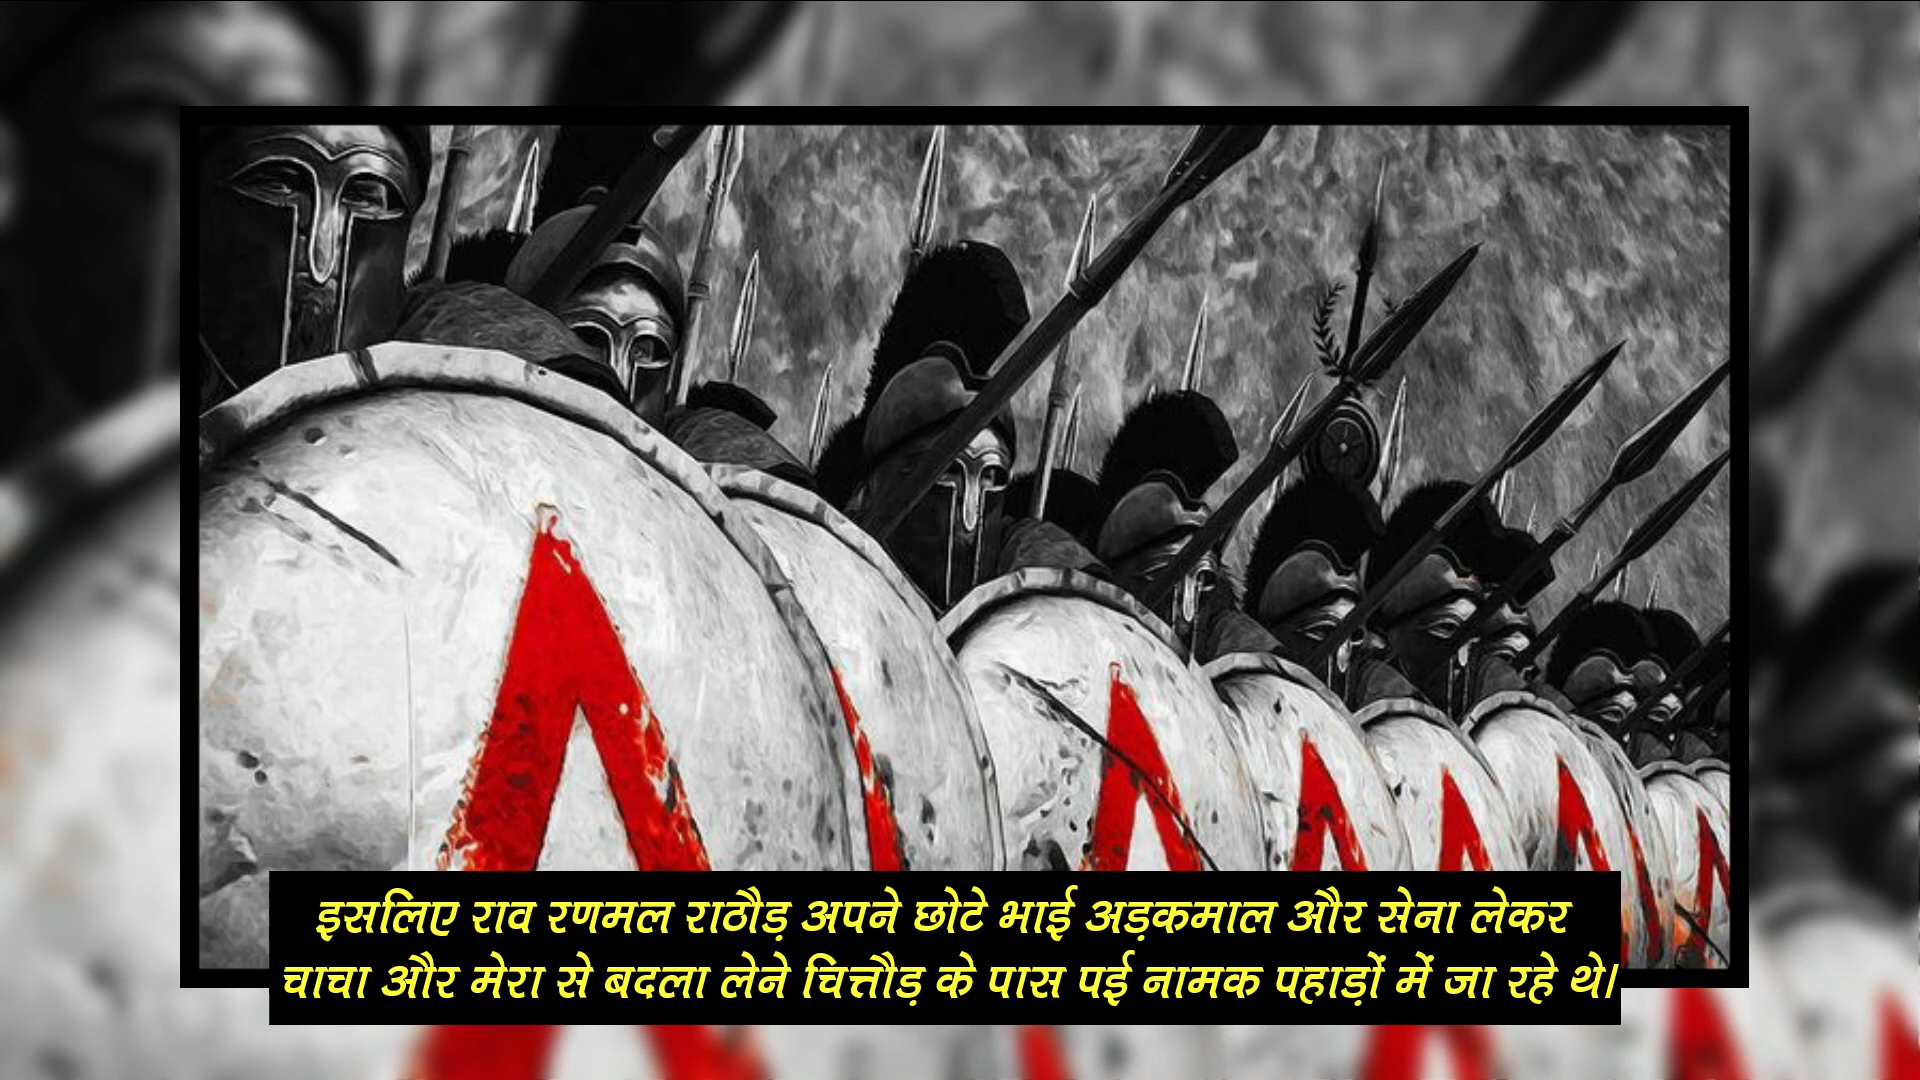 इसलिए राव रणमल राठौड़ अपने छोटे भाई अड़कमाल और सेना लेकर
चाचा और मेरा से बदला लेने चित्तौड़ के पास पई नामक पहाड़ों में जा रहे थे।